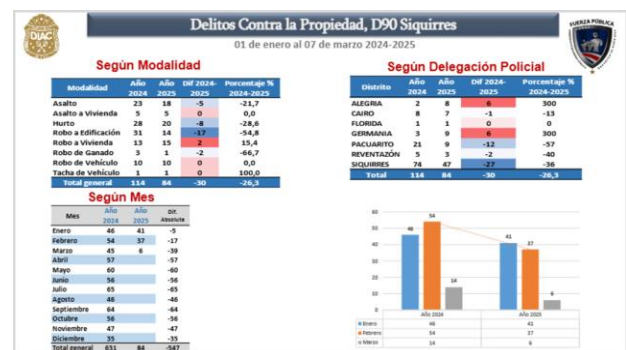 Delitos Contra la Propiedad, D90 Siquirres
01 de enero al 07 de marzo 2024-2025
DIAC
FUERZA PÚBLICA
Según Modalidad
Modalidad Año 2024 Año 2025 Dif 2024-2025 Porcentaje % 2024-2025
Asalto 23 18 -5 -21,7
Asalto a Vivienda 5 5 0 0,0
Hurto 28 20 -8 -28,6
Robo a Edificación 31 14 -17 -54,8
Robo a Vivienda 13 15 2 15,4
Robo de Ganado 3 1 -2 -66,7
Robo de Vehículo 10 10 0 0,0
Tacha de Vehículo 1 1 0 100,0
Total general 114 84 -30 -26,3
Según Delegación Policial
Distrito Año 2024 Año 2025 Dif 2024-2025 Porcentaje % 2024-2025
ALEGRIA 2 8 6 300
CAIRO 8 7 -1 -13
FLORIDA 1 1 0 0
GERMANIA 3 9 6 300
PACUARITO 21 9 -12 -57
REVENTAZÓN 5 3 -2 -40
SIQUIRRES 74 47 -27 -36
Total 114 84 -30 -26,3
Según Mes
Mes Año 2024 Año 2025 Dif. Absoluta
Enero 46 41 -5
Febrero 54 37 -17
Marzo 45 6 -39
Abril 57 -57
Mayo 60 -60
Junio 56 -56
Julio 65 -65
Agosto 46 -46
Septiembre 64 -64
Octubre 56 -56
Noviembre 47 -47
Diciembre 35 -35
Total general 631 84 -547
60
50
40
30
20
10
0
46
54
14
41
37
6
Año 2024 Año 2025
Enero 46 41
Febrero 54 37
Marzo 14 6